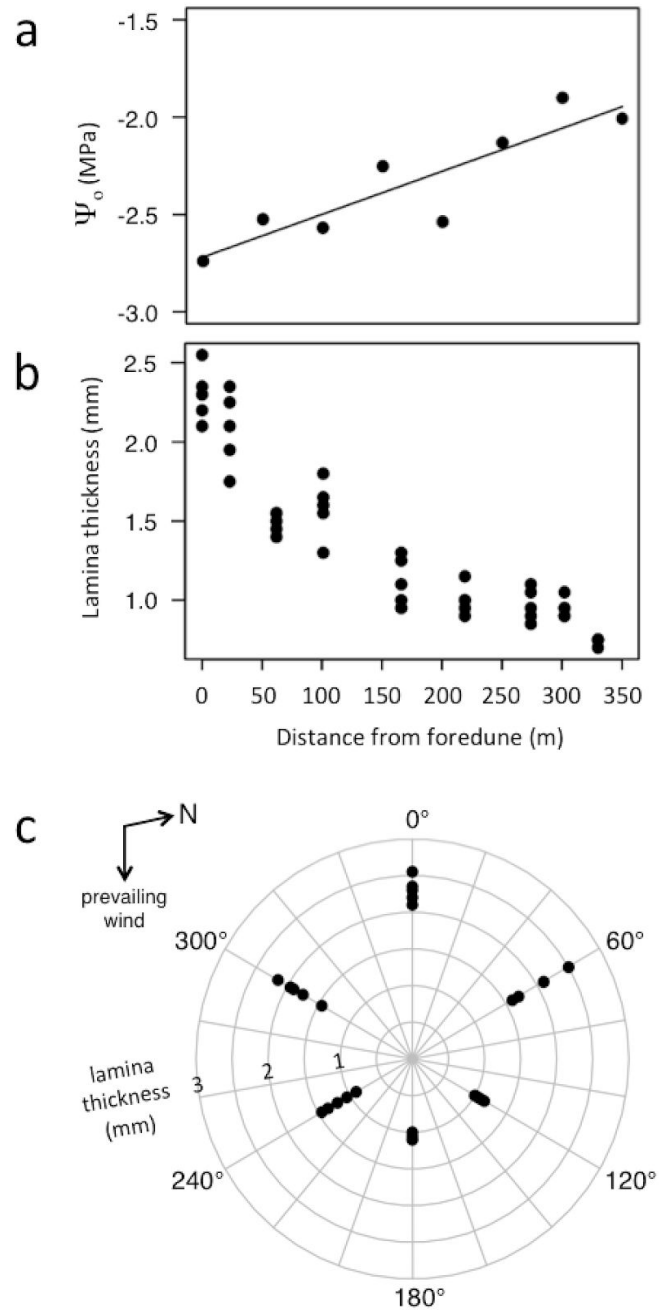 a
-1.5
-2.0
-2.5
-3.0
Ψo (MPa)
b
2.5
2.0
1.5
1.0
Lamina thickness (mm)
0 50 100 150 200 250 300 350
Distance from foredune (m)
c
N
prevailing
wind
0°
300°
60°
1
2
3
lamina
thickness
(mm)
240°
120°
180°